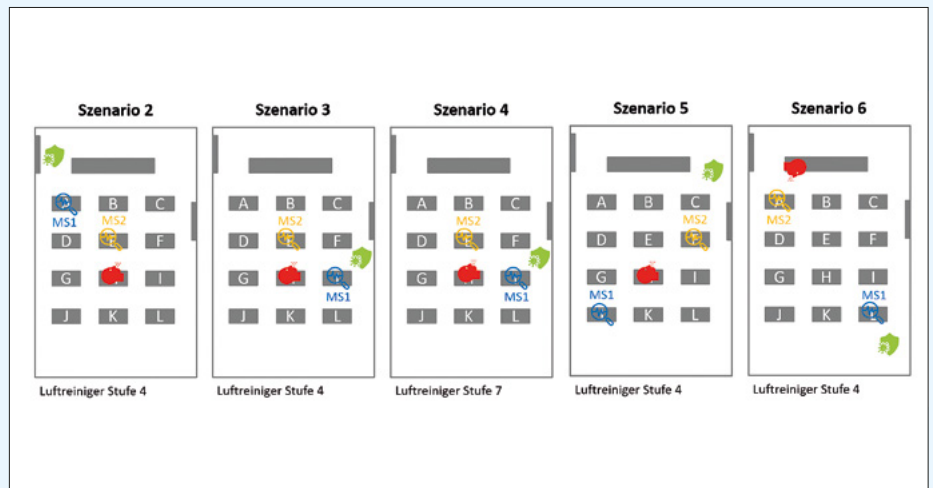 Szenario 2
A B C
MS1 MS2
D E F
G I
J K L
Luftreiniger Stufe 4
Szenario 3
A B C
MS2
D E F
G
MS1
J K L
Luftreiniger Stufe 4
Szenario 4
A B C
MS2
D E F
G
MS1
J K L
Luftreiniger Stufe 7
Szenario 5
A B C
MS2
D E
G I
MS1
K L
Luftreiniger Stufe 4
Szenario 6
B C
MS2
D E F
G H I
MS1
J K
Luftreiniger Stufe 4